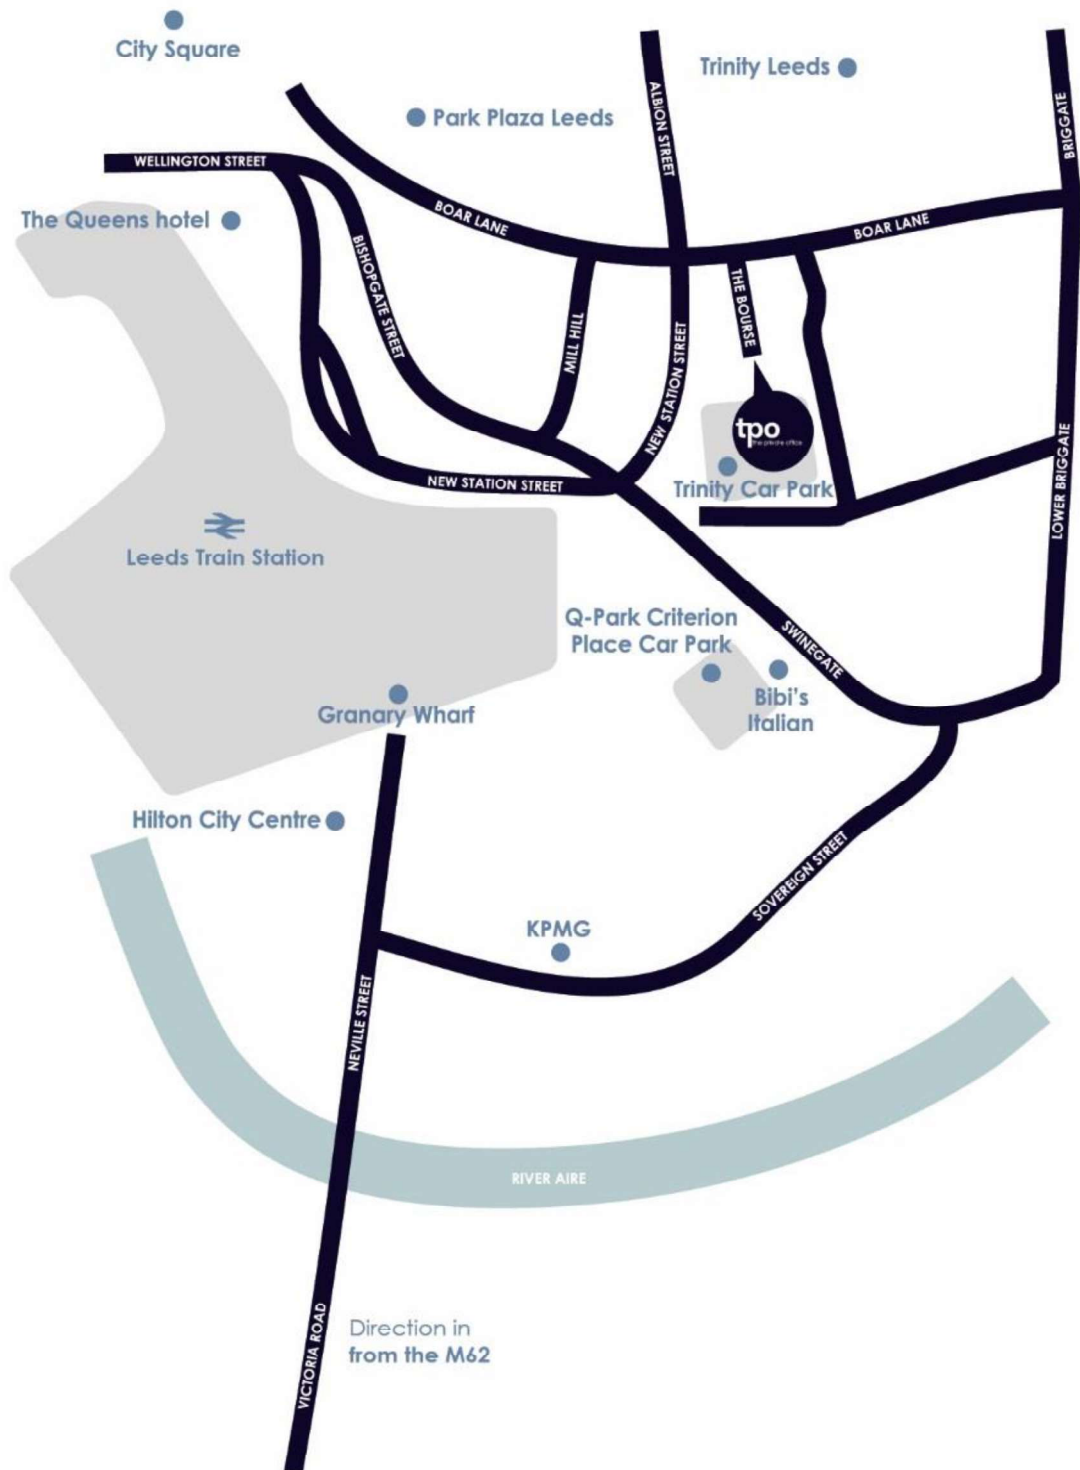 City Square
Trinity Leeds
Park Plaza Leeds
ALBION STREET
BRIGGATE
WELLINGTON STREET
The Queens hotel
BOAR LANE
BOAR LANE
BISHOPGATE STREET
THE BOURSE
MILL HILL
NEW STATION STREET
tpo
the private office
Trinity Car Park
NEW STATION STREET
LOWER BRIGGATE
Leeds Train Station
Q-Park Criterion
Place Car Park
SWINEGATE
Bibi's
Italian
Granary Wharf
Hilton City Centre
SOVEREIGN STREET
KPMG
NEVILLE STREET
RIVER AIRE
VICTORIA ROAD
Direction in
from the M62